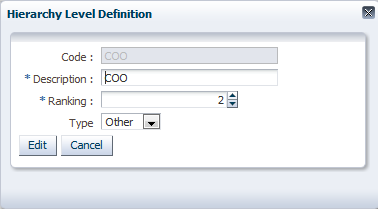 Hierarchy Level Definition
Code : COO
* Description : COO
* Ranking : 2
Type Other
Edit Cancel